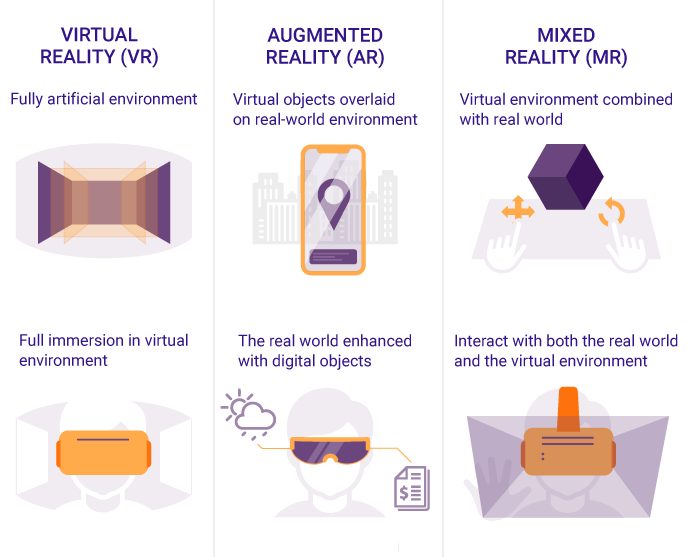 VIRTUAL
REALITY (VR)
Fully artificial environment
Full immersion in virtual
environment
AUGMENTED
REALITY (AR)
Virtual objects overlaid
on real-world environment
The real world enhanced
with digital objects
$
MIXED
REALITY (MR)
Virtual environment combined
with real world
Interact with both the real world
and the virtual environment